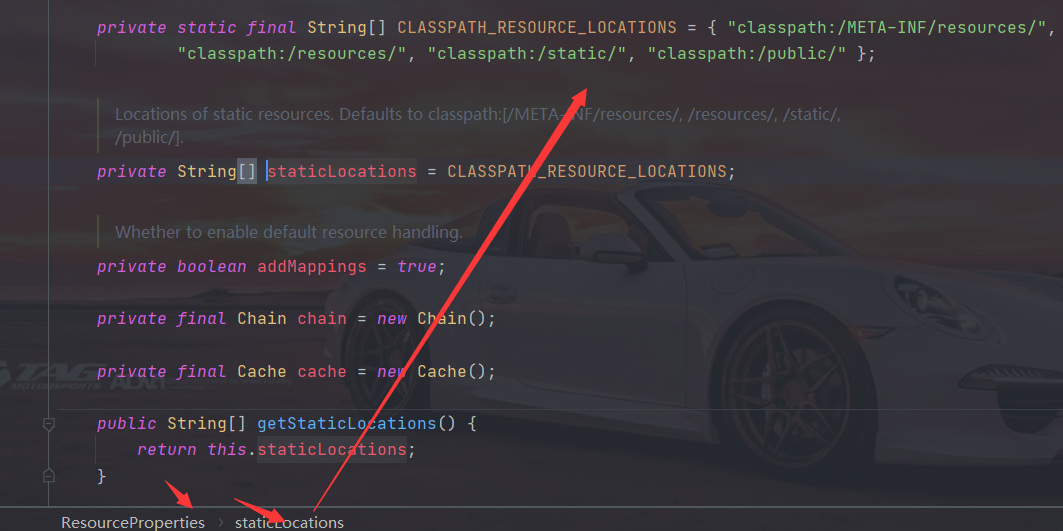 private static final String[] CLASSPATH_RESOURCE_LOCATIONS = { "classpath:/META-INF/resources/",
"classpath:/resources/", "classpath:/static/", "classpath:/public/" };
Locations of static resources. Defaults to classpath:[/META-INF/resources/, /resources/, /static/,
/public/].
private String[] staticLocations = CLASSPATH_RESOURCE_LOCATIONS;
Whether to enable default resource handling.
private boolean addMappings = true;
private final Chain chain = new Chain();
private final Cache cache = new Cache();
TAG
MOTORSPORTS
public String[] getStaticLocations() {
return this.staticLocations;
}
ResourceProperties › staticLocations